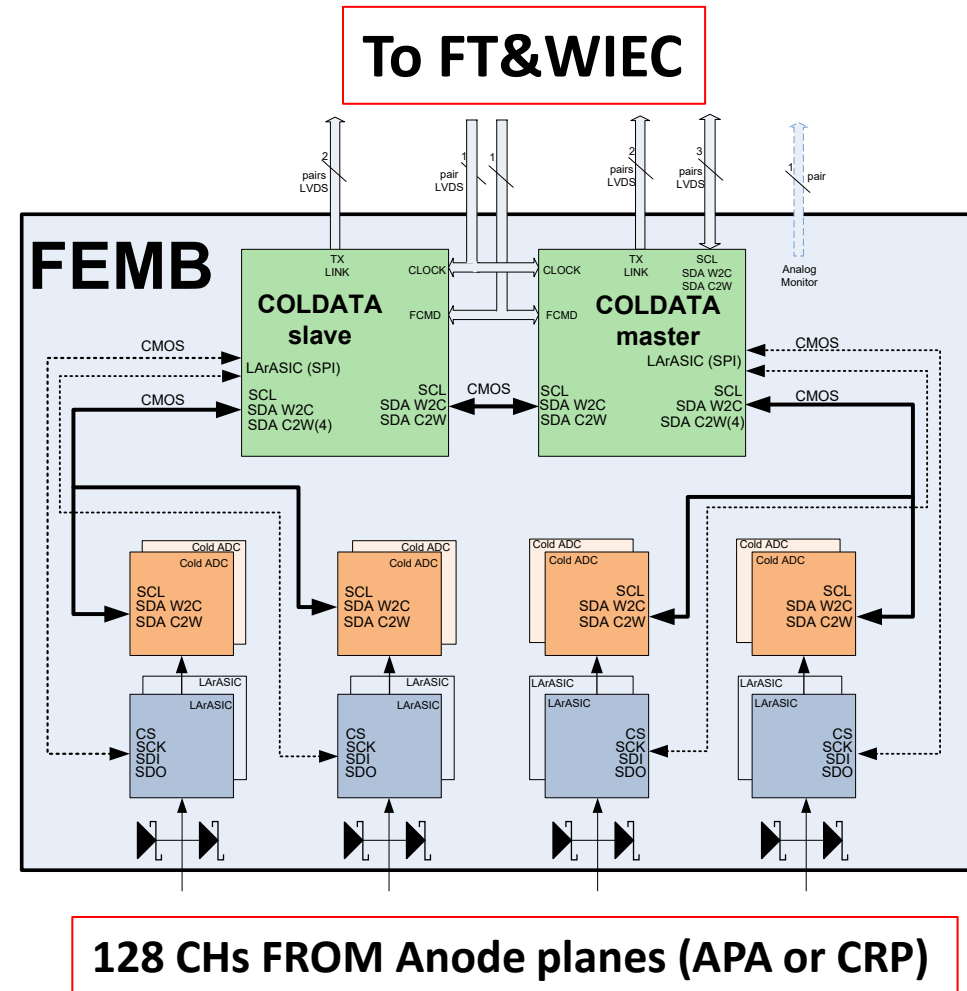 To FT&WIEC
2
pairs
LVDS
1
pair
LVDS
1
2
pairs
LVDS
3
pairs
LVDS
1
pair
FEMB
TX
LINK
CLOCK
COLDATA
slave
FCMD
LArASIC (SPI)
SCL
SDA W2C
SDA C2W(4)
SCL
SDA W2C
SDA C2W
TX
LINK
SCL
SDA W2C
SDA C2W
CLOCK
COLDATA
master
FCMD
LArASIC (SPI)
SCL
SDA W2C
SDA C2W
SCL
SDA W2C
SDA C2W(4)
Analog
Monitor
CMOS
CMOS
CMOS
CMOS
CMOS
Cold ADC
Cold ADC
SCL
SDA W2C
SDA C2W
Cold ADC
Cold ADC
SCL
SDA W2C
SDA C2W
Cold ADC
Cold ADC
SCL
SDA W2C
SDA C2W
Cold ADC
Cold ADC
SCL
SDA W2C
SDA C2W
LArASIC
LArASIC
CS
SCK
SDI
SDO
LArASIC
LArASIC
CS
SCK
SDI
SDO
LArASIC
LArASIC
CS
SCK
SDI
SDO
LArASIC
LArASIC
CS
SCK
SDI
SDO
128 CHs FROM Anode planes (APA or CRP)